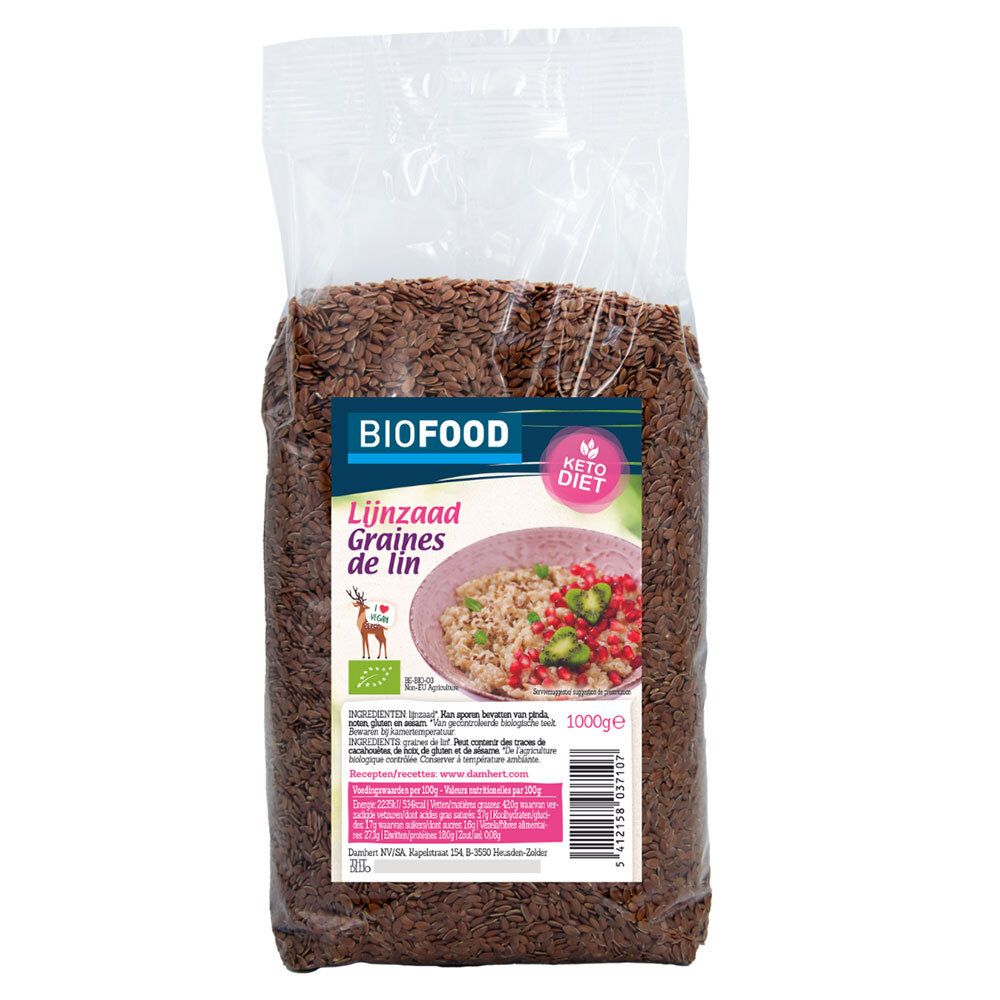 BIOFOOD
KETO
DIET
Lijnzaad
Graines
de lin
I ❤
VEGAN
BE-BIO-03
Non-EU Agriculture
Serveersuggestie/ suggestion de présentation
INGREDIENTEN: lijnzaad*. Kan sporen bevatten van pinda,
noten, gluten en sesam. *Van gecontroleerde biologische teelt.
Bewaren bij kamertemperatuur.
INGREDIENTS: graines de lin*. Peut contenir des traces de
cacahouètes, de noix, de gluten et de sésame. *De l'agriculture
biologique contrôlée. Conserver à température ambiante.
1000g℮
Recepten/recettes: www.damhert.com
Voedingswaarden per 100g - Valeurs nutritionelles par 100g:
Energie: 2235kJ/ 534kcal | Vetten/matières grasses: 42,0g waarvan ver-
zadigde vetzuren/dont acides gras saturés: 3,7g | Koolhydraten/gluci-
des: 1,7g waarvan suikers/dont sucres: 1,6g | Vezels/fibres alimentai-
res: 27,3g | Eiwitten/protéines: 18,0g | Zout/sel: 0,08g
Damhert NV/SA, Kapelstraat 154, B-3550 Heusden-Zolder
THT
DLUO
5 412158 037107